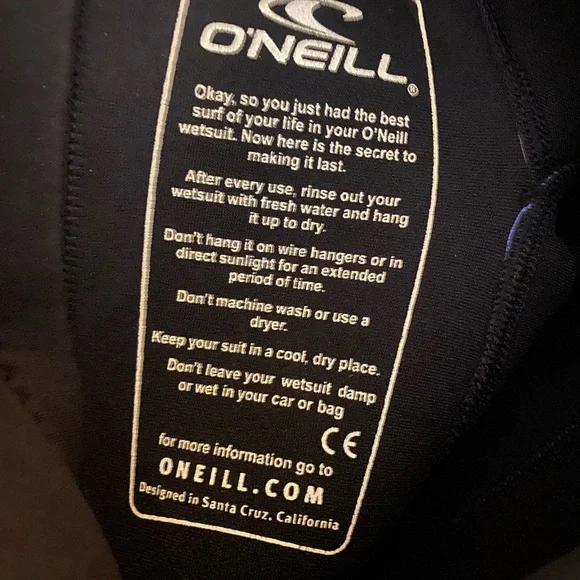 O'NEILL®
Okay, so you just had the best
surf of your life in your O'Neill
wetsuit. Now here is the secret to
making it last.
After every use, rinse out your
wetsuit with fresh water and hang
it up to dry.
Don't hang it on wire hangers or in
direct sunlight for an extended
period of time.
Don't machine wash or use a
dryer.
Keep your suit in a cool, dry place.
Don't leave your wetsuit damp
or wet in your car or bag
CE
for more information go to
ONEILL.COM
Designed in Santa Cruz, California